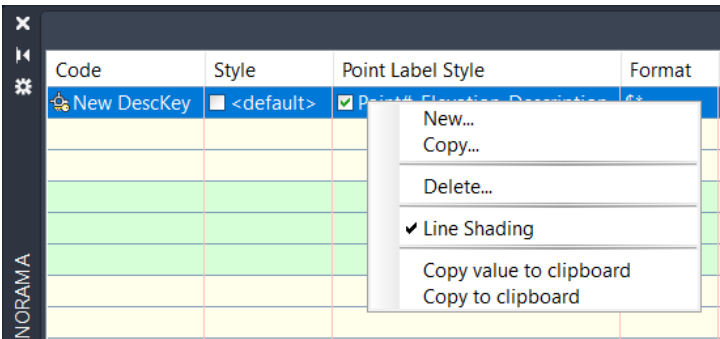 Code Style Point Label Style Format
New DescKey <default>
New...
Copy...
Delete...
Line Shading
Copy value to clipboard
Copy to clipboard
NORAMA